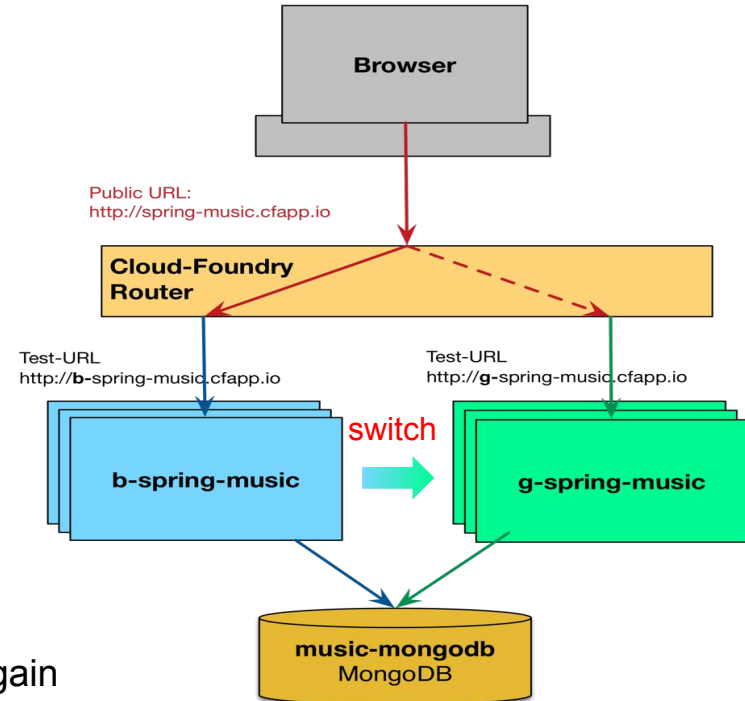 Browser
Public URL:
http://spring-music.cfapp.io
Cloud-Foundry
Router
Test-URL
http://b-spring-music.cfapp.io
Test-URL
http://g-spring-music.cfapp.io
switch
b-spring-music
g-spring-music
music-mongodb
MongoDB
gain